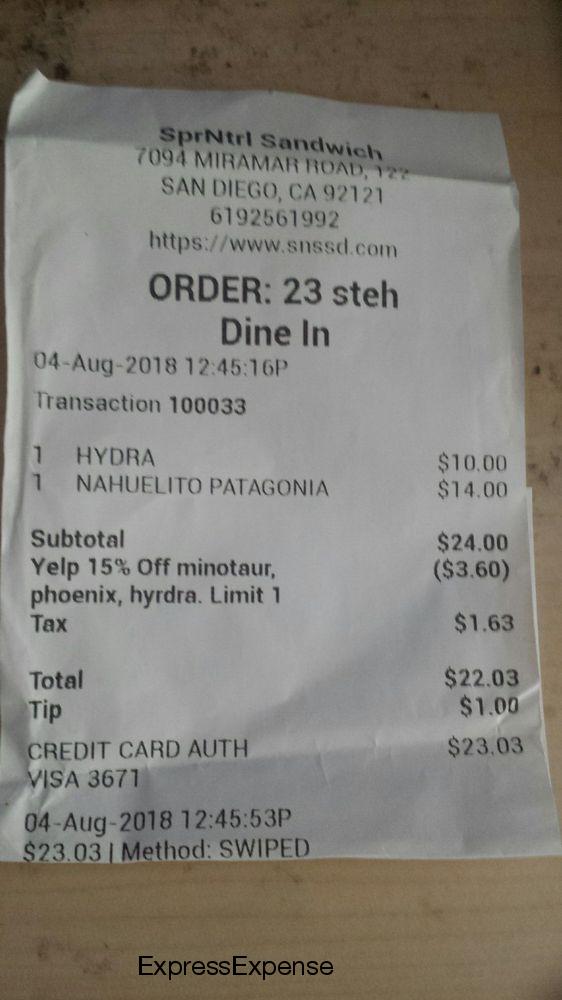 SprNtrl Sandwich
7094 MIRAMAR ROAD, 122
SAN DIEGO, CA 92121
6192561992
https://www.snssd.com
ORDER: 23 steh
Dine In
04-Aug-2018 12:45:16P
Transaction 100033
1 HYDRA $10.00
1 NAHUELITO PATAGONIA $14.00
Subtotal $24.00
Yelp 15% Off minotaur, ($3.60)
phoenix, hyrdra. Limit 1
Tax $1.63
Total $22.03
Tip $1.00
CREDIT CARD AUTH $23.03
VISA 3671
04-Aug-2018 12:45:53P
$23.03 | Method: SWIPED
ExpressExpense